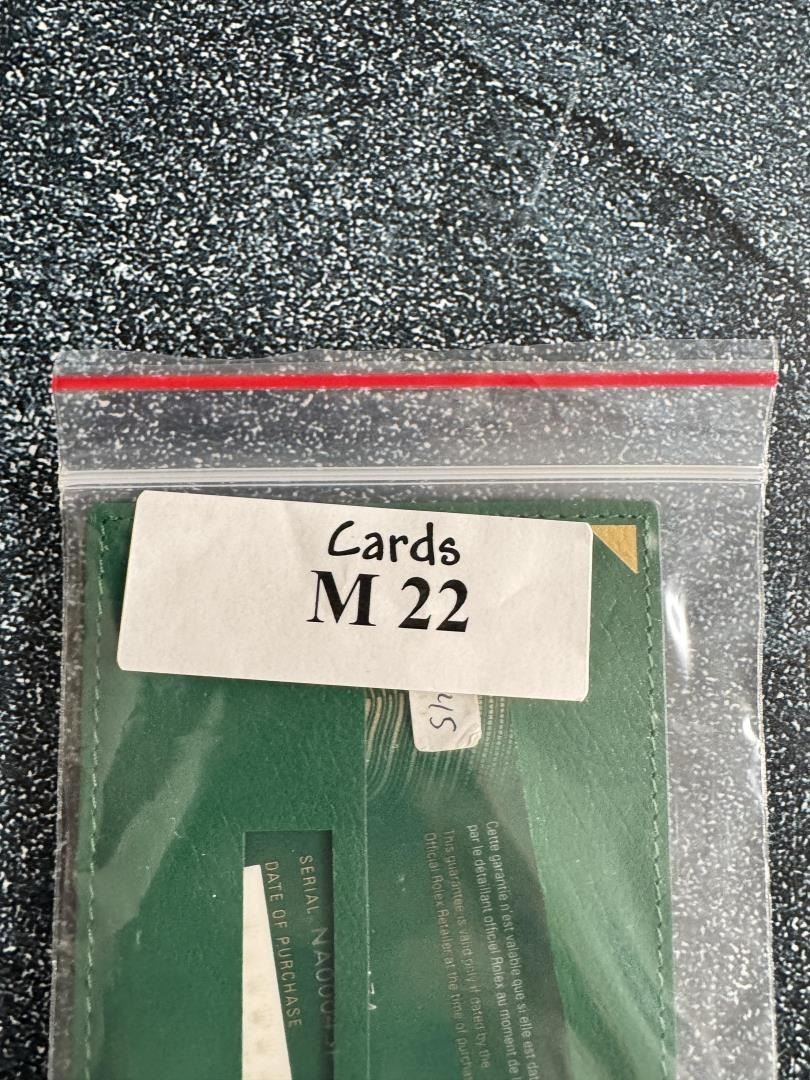 Cards
M 22
45
SERIAL
DATE OF PURCHASE
Cette garantie n'est valable que si elle est
par le détaillant officiel Rolex au moment de
This guarantee is valid only if dated by the
Official Rolex Retailer at the time of